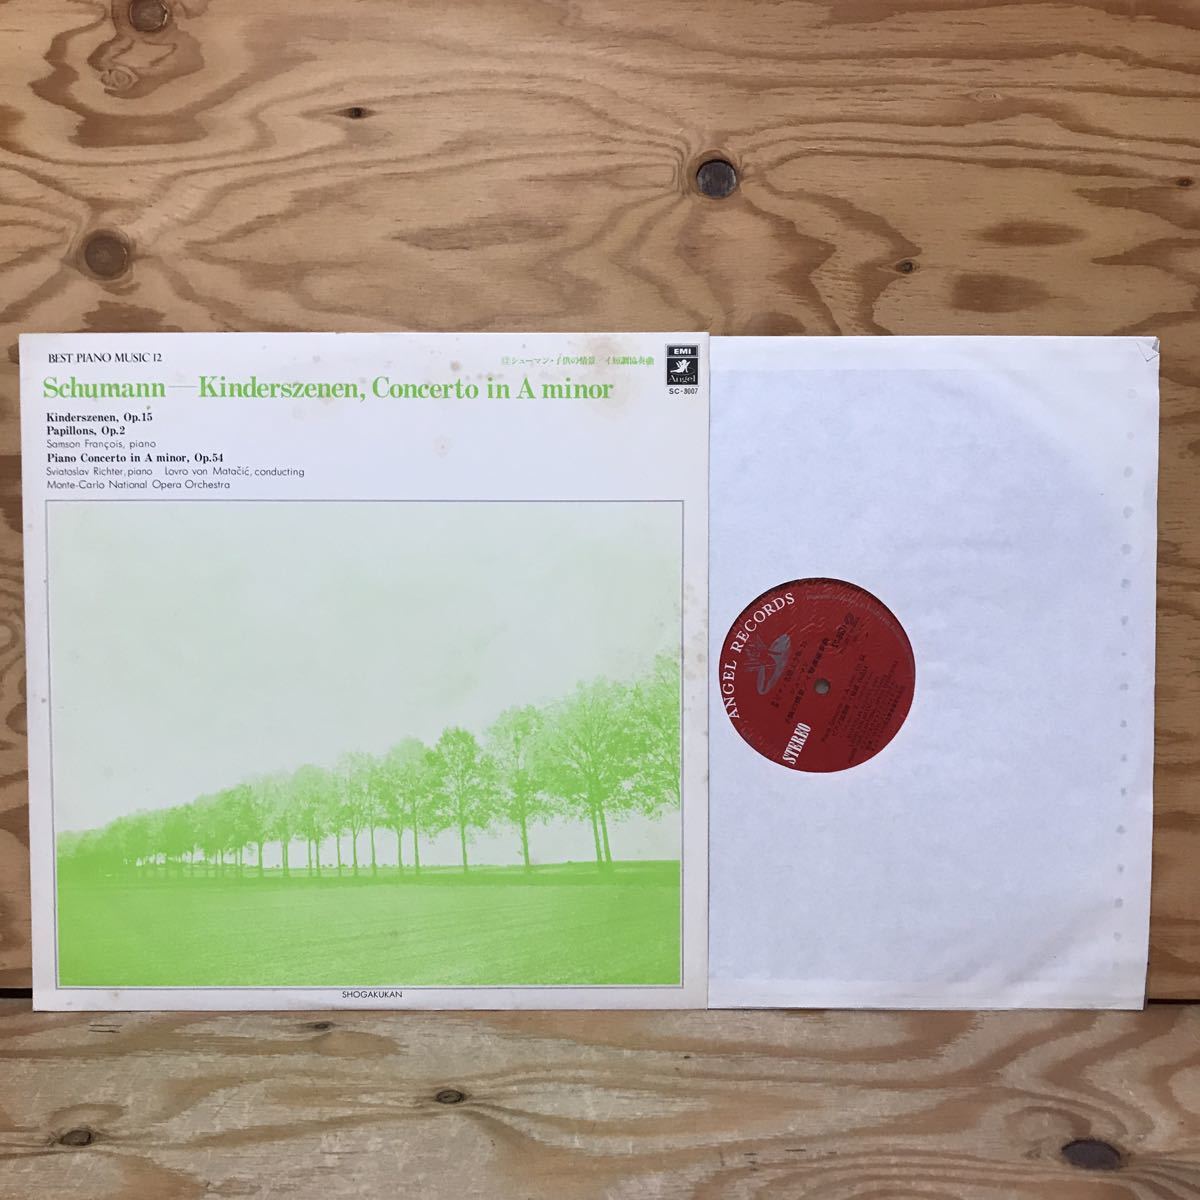 BEST PIANO MUSIC 12
⑫シューマン・子供の情景／イ短調協奏曲
EMI
Angel
SC-3007
Schumann—Kinderszenen, Concerto in A minor
Kinderszenen, Op.15
Papillons, Op.2
Samson François, piano
Piano Concerto in A minor, Op.54
Sviatoslav Richter, piano Lovro von Matačić, conducting
Monte-Carlo National Opera Orchestra
SHOGAKUKAN
ANGEL RECORDS
STEREO